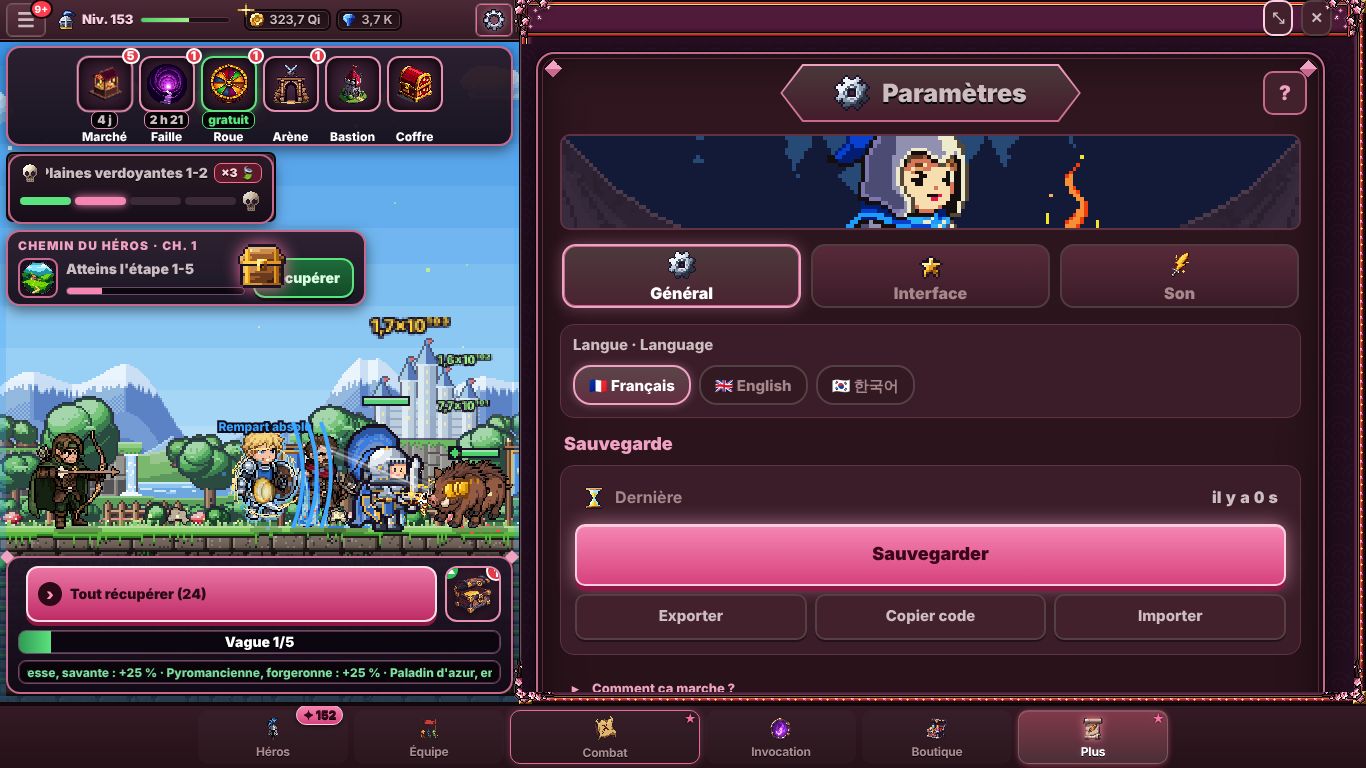 9+
Niv. 153
323,7 Qi
3,7 K
5
1
1
1
4 j
2 h 21
gratuit
Marché
Faille
Roue
Arène
Bastion
Coffre
laines verdoyantes 1-2
×3
CHEMIN DU HÉROS · CH. 1
Atteins l'étape 1-5
cupérer
Rempart absolu
Tout récupérer (24)
Vague 1/5
esse, savante : +25 % · Pyromancienne, forgeronne : +25 % · Paladin d'azur, er
Paramètres
?
Général
Interface
Son
Langue · Language
Français
English
한국어
Sauvegarde
Dernière
il y a 0 s
Sauvegarder
Exporter
Copier code
Importer
Comment ça marche ?
152
Héros
Équipe
Combat
Invocation
Boutique
Plus